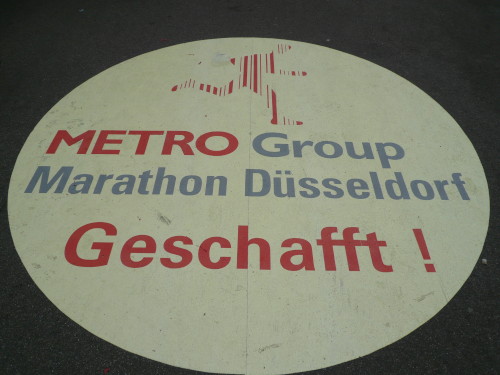 METRO Group
Marathon Düsseldorf
Geschafft !